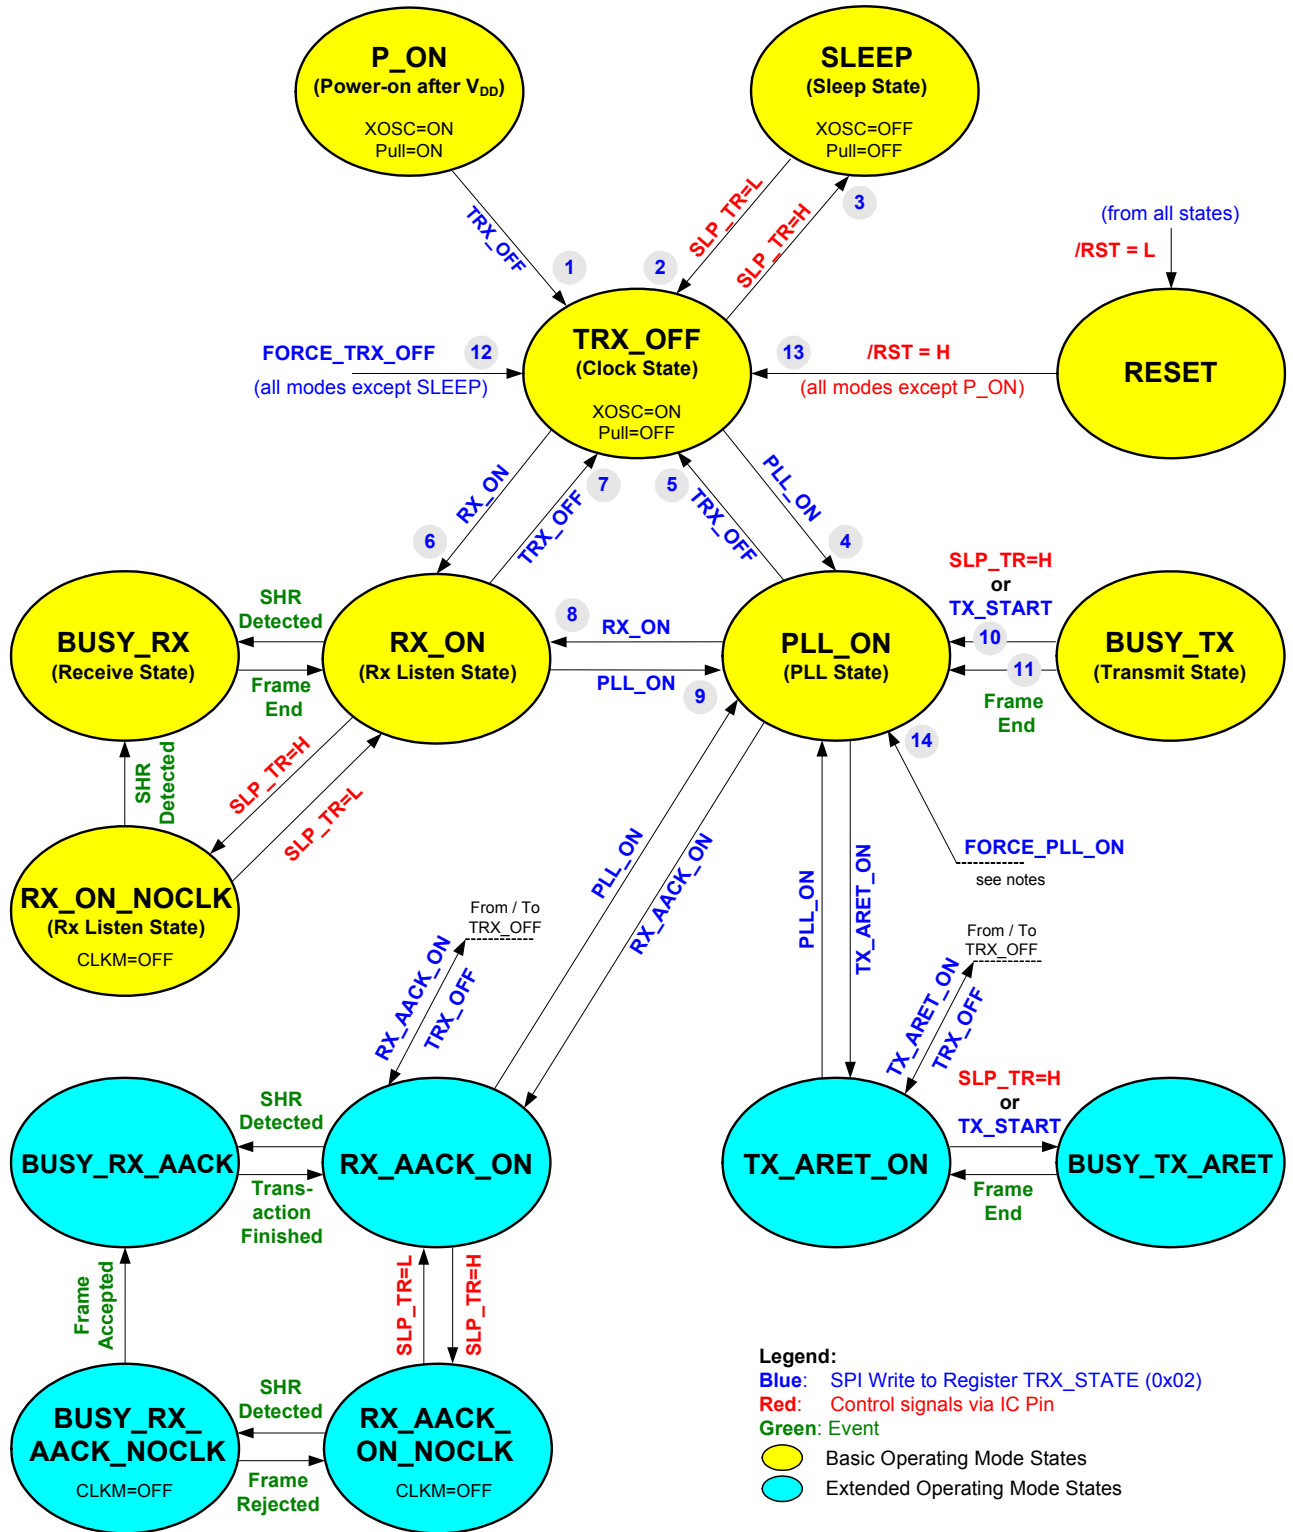 P_ON
(Power-on after VDD)
XOSC=ON
Pull=ON
SLEEP
(Sleep State)
XOSC=OFF
Pull=OFF
TRX_OFF
1
2
SLP_TR=L
SLP_TR=H
3
(from all states)
/RST = L
FORCE_TRX_OFF
12
(all modes except SLEEP)
TRX_OFF
(Clock State)
XOSC=ON
Pull=OFF
13
/RST = H
(all modes except P_ON)
RESET
RX_ON
6
7
TRX_OFF
5
TRX_OFF
PLL_ON
4
BUSY_RX
(Receive State)
SHR
Detected
Frame
End
RX_ON
(Rx Listen State)
8
RX_ON
PLL_ON
9
PLL_ON
(PLL State)
SLP_TR=H
or
TX_START
10
11
Frame
End
BUSY_TX
(Transmit State)
14
SHR
Detected
SLP_TR=H
SLP_TR=L
FORCE_PLL_ON
see notes
RX_ON_NOCLK
(Rx Listen State)
CLKM=OFF
PLL_ON
RX_AACK_ON
PLL_ON
TX_ARET_ON
From / To
TRX_OFF
RX_AACK_ON
TRX_OFF
From / To
TRX_OFF
TX_ARET_ON
TRX_OFF
BUSY_RX_AACK
SHR
Detected
Trans-
action
Finished
RX_AACK_ON
TX_ARET_ON
SLP_TR=H
or
TX_START
Frame
End
BUSY_TX_ARET
Frame
Accepted
SLP_TR=L
SLP_TR=H
BUSY_RX_
AACK_NOCLK
CLKM=OFF
SHR
Detected
Frame
Rejected
RX_AACK_
ON_NOCLK
CLKM=OFF
Legend:
Blue: SPI Write to Register TRX_STATE (0x02)
Red: Control signals via IC Pin
Green: Event
Basic Operating Mode States
Extended Operating Mode States